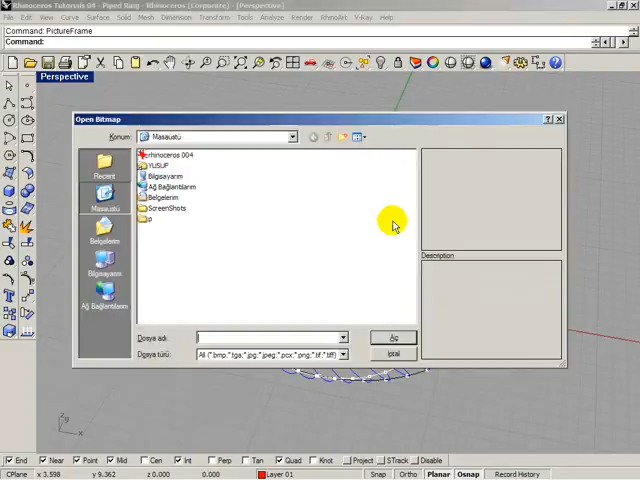 Rhinoceros Tutorials 04 - Piped Ring - Rhinoceros (Corporate) - [Perspective]
File Edit View Curve Surface Solid Mesh Dimension Transform Tools Analyze Render RhinoArt V-Ray Help
Command: PictureFrame
Command:
Perspective
Open Bitmap
Konum:
Masaüstü
Recent
Masaüstü
Belgelerim
Bilgisayarım
Ağ Bağlantılarım
rhinoceros 004
YUSUF
Bilgisayarım
Ağ Bağlantılarım
Belgelerim
ScreenShots
p
Description
Dosya adı:
Aç
Dosya türü:
All (*.bmp;*.tga;*.jpg;*.jpeg;*.pcx;*.png;*.tif;*.tiff)
İptal
z
y
x
End Near Point Mid Cen Int Perp Tan Quad Knot Project STrack Disable
CPlane x 3.598 y 9.362 z 0.000 0.000 Layer 01 Snap Ortho Planar Osnap Record History